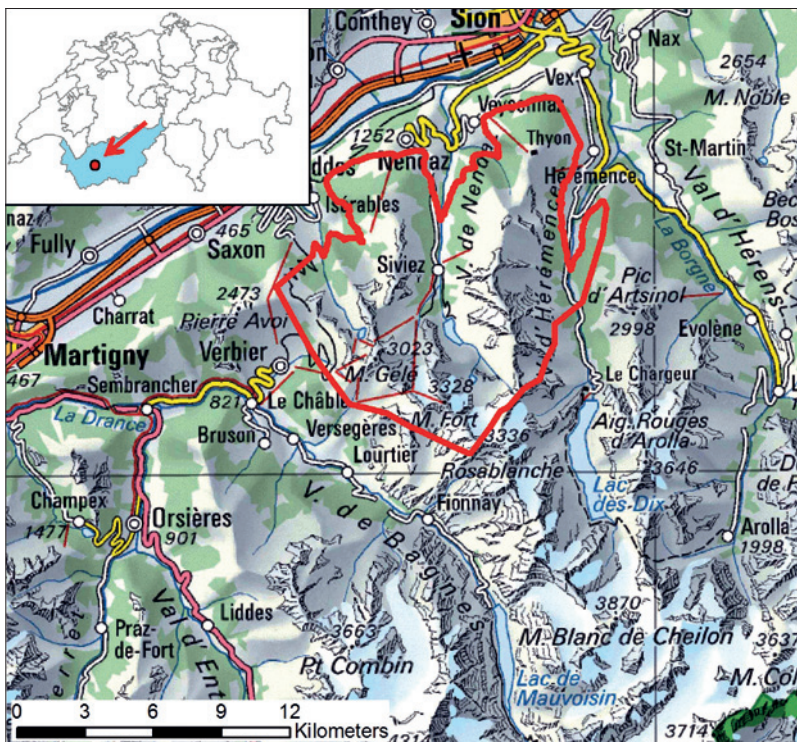 Conthey
Sion
Nax
2654
M. Noble
Vex
Veysonnaz
Thyon
1252
Nendaz
St-Martin
Hérémence
Val d'Hérens
Isérables
465
Saxon
Fully
V. de Nendaz
d'Hérémence
La Borgne
Siviez
Pic
d'Artsinol
2998
Evolène
2473
Pierre Avoi
Charrat
Martigny
467
Verbier
3023
M. Gelé
Sembrancher
821
Le Châble
3328
M. Fort
Le Chargeur
La Drance
Bruson
Versegères
Lourtier
3336
Rosablanche
Aig. Rouges
d'Arolla
3646
Lac
des-Dix
Champex
1477
Orsières
901
V. de Bagnes
Fionnay
Arolla
1998
Praz-
de-Fort
Liddes
Val d'Ent
3663
Pt Combin
3870
M. Blanc de Cheilon
3637
M. Col
Lac de
Mauvoisin
3714
4314
0 3 6 9 12
Kilometers